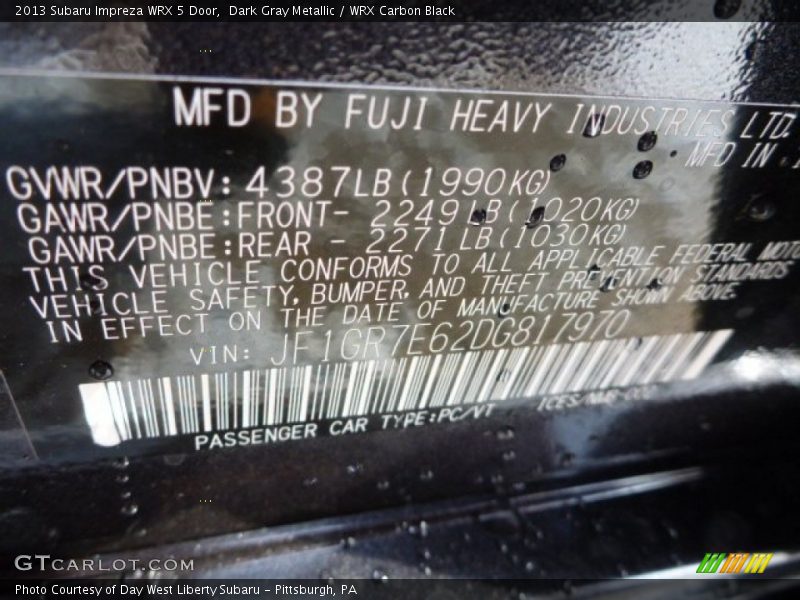 2013 Subaru Impreza WRX 5 Door, Dark Gray Metallic / WRX Carbon Black
MFD BY FUJI HEAVY INDUSTRIES LTD.
MFD IN
GVWR/PNBV: 4387LB(1990KG)
GAWR/PNBE:FRONT- 2249LB(1020KG)
GAWR/PNBE:REAR - 2271LB(1030KG)
THIS VEHICLE CONFORMS TO ALL APPLICABLE FEDERAL MOTO
VEHICLE SAFETY, BUMPER, AND THEFT PREVENTION STANDARDS
IN EFFECT ON THE DATE OF MANUFACTURE SHOWN ABOVE.
VIN: JF1GR7E62DG817970
PASSENGER CAR TYPE:PC/VT
GTCARLOT.COM
Photo Courtesy of Day West Liberty Subaru - Pittsburgh, PA